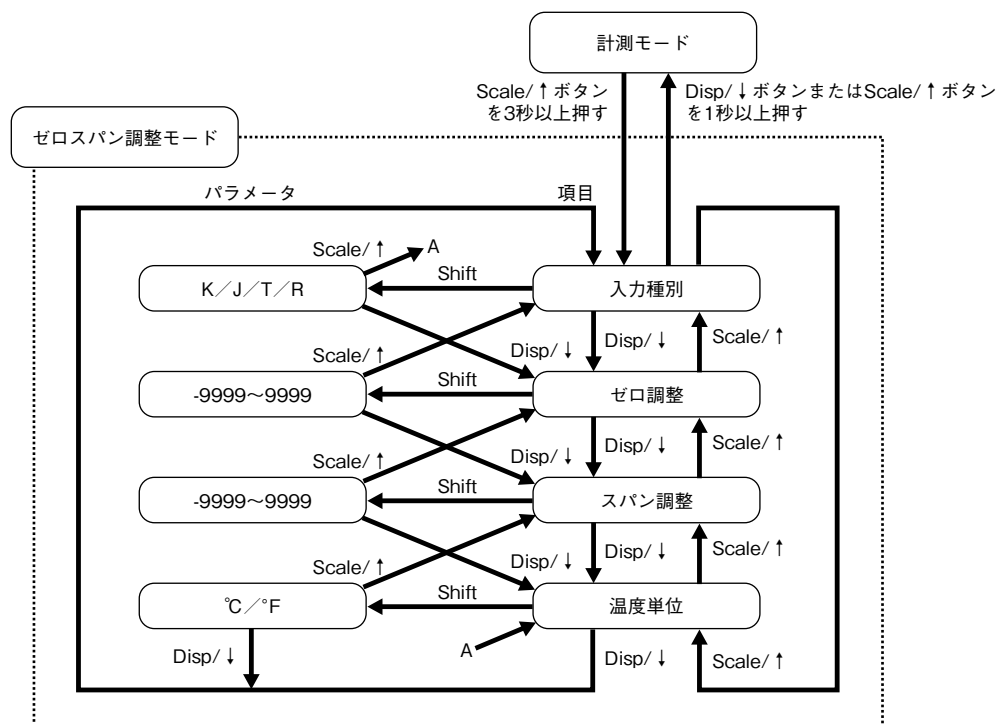 計測モード
Scale/↑ボタン
を3秒以上押す
Disp/↓ボタンまたはScale/↑ボタン
を1秒以上押す
ゼロスパン調整モード
パラメータ
項目
Scale/↑
A
K／J／T／R
Shift
入力種別
Scale/↑
Disp/↓
Disp/↓
Scale/↑
-9999～9999
Shift
ゼロ調整
Scale/↑
Disp/↓
Disp/↓
Scale/↑
-9999～9999
Shift
スパン調整
Scale/↑
Disp/↓
Disp/↓
Scale/↑
℃／°F
Shift
温度単位
Disp/↓
A
Disp/↓
Scale/↑